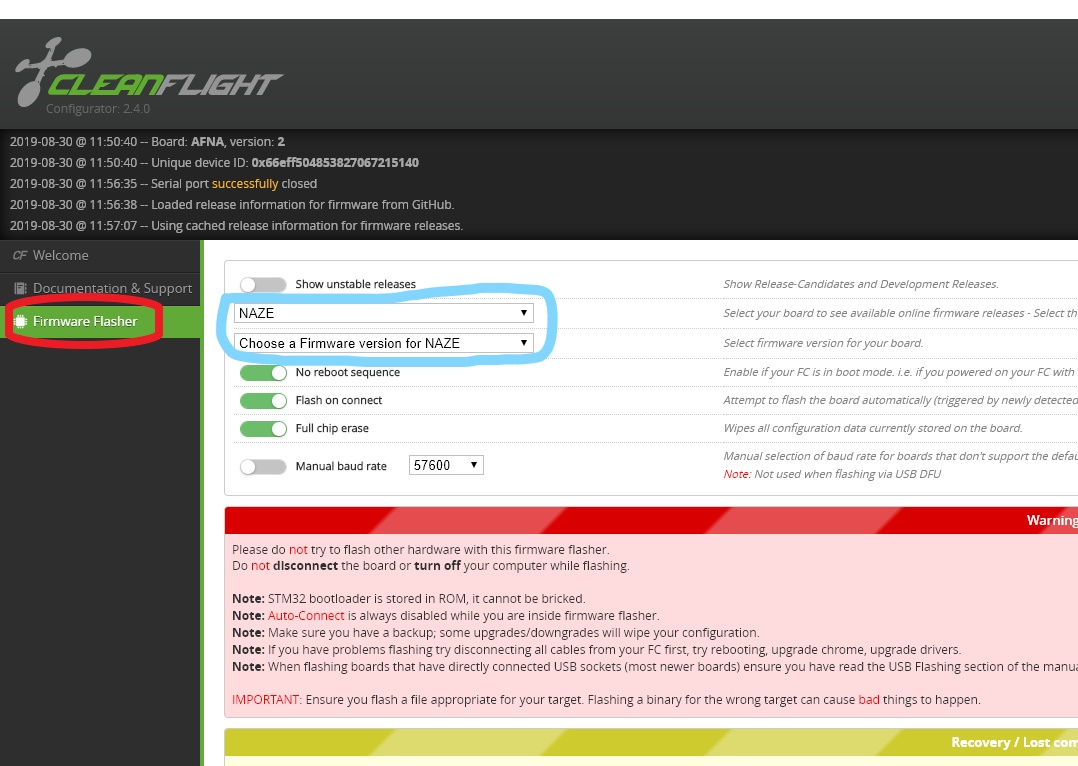 CLEANFLIGHT
Configurator: 2.4.0
2019-08-30 @ 11:50:40 -- Board: AFNA, version: 2
2019-08-30 @ 11:50:40 -- Unique device ID: 0x66eff504853827067215140
2019-08-30 @ 11:56:35 -- Serial port successfully closed
2019-08-30 @ 11:56:38 -- Loaded release information for firmware from GitHub.
2019-08-30 @ 11:57:07 -- Using cached release information for firmware releases.
CF Welcome
Documentation & Support
Firmware Flasher
Show unstable releases Show Release-Candidates and Development Releases.
NAZE Select your board to see available online firmware releases - Select th
Choose a Firmware version for NAZE Select firmware version for your board.
No reboot sequence Enable if your FC is in boot mode. i.e. if you powered on your FC with
Flash on connect Attempt to flash the board automatically (triggered by newly detected
Full chip erase Wipes all configuration data currently stored on the board.
Manual baud rate 57600 Manual selection of baud rate for boards that don't support the defau
Note: Not used when flashing via USB DFU
Warning
Please do not try to flash other hardware with this firmware flasher.
Do not disconnect the board or turn off your computer while flashing.
Note: STM32 bootloader is stored in ROM, it cannot be bricked.
Note: Auto-Connect is always disabled while you are inside firmware flasher.
Note: Make sure you have a backup; some upgrades/downgrades will wipe your configuration.
Note: If you have problems flashing try disconnecting all cables from your FC first, try rebooting, upgrade chrome, upgrade drivers.
Note: When flashing boards that have directly connected USB sockets (most newer boards) ensure you have read the USB Flashing section of the manua
IMPORTANT: Ensure you flash a file appropriate for your target. Flashing a binary for the wrong target can cause bad things to happen.
Recovery / Lost com